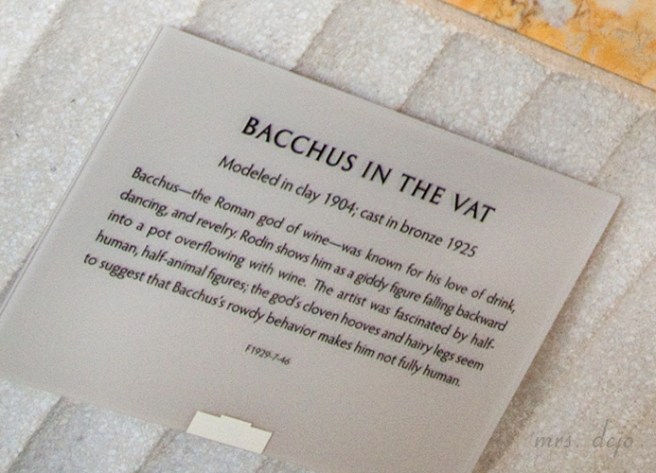 BACCHUS IN THE VAT
Modeled in clay 1904; cast in bronze 1925
Bacchus—the Roman god of wine—was known for his love of drink,
dancing, and revelry. Rodin shows him as a giddy figure falling backward
into a pot overflowing with wine. The artist was fascinated by half-
human, half-animal figures; the god's cloven hooves and hairy legs seem
to suggest that Bacchus's rowdy behavior makes him not fully human.
F1929-7-46
mrs. dojo